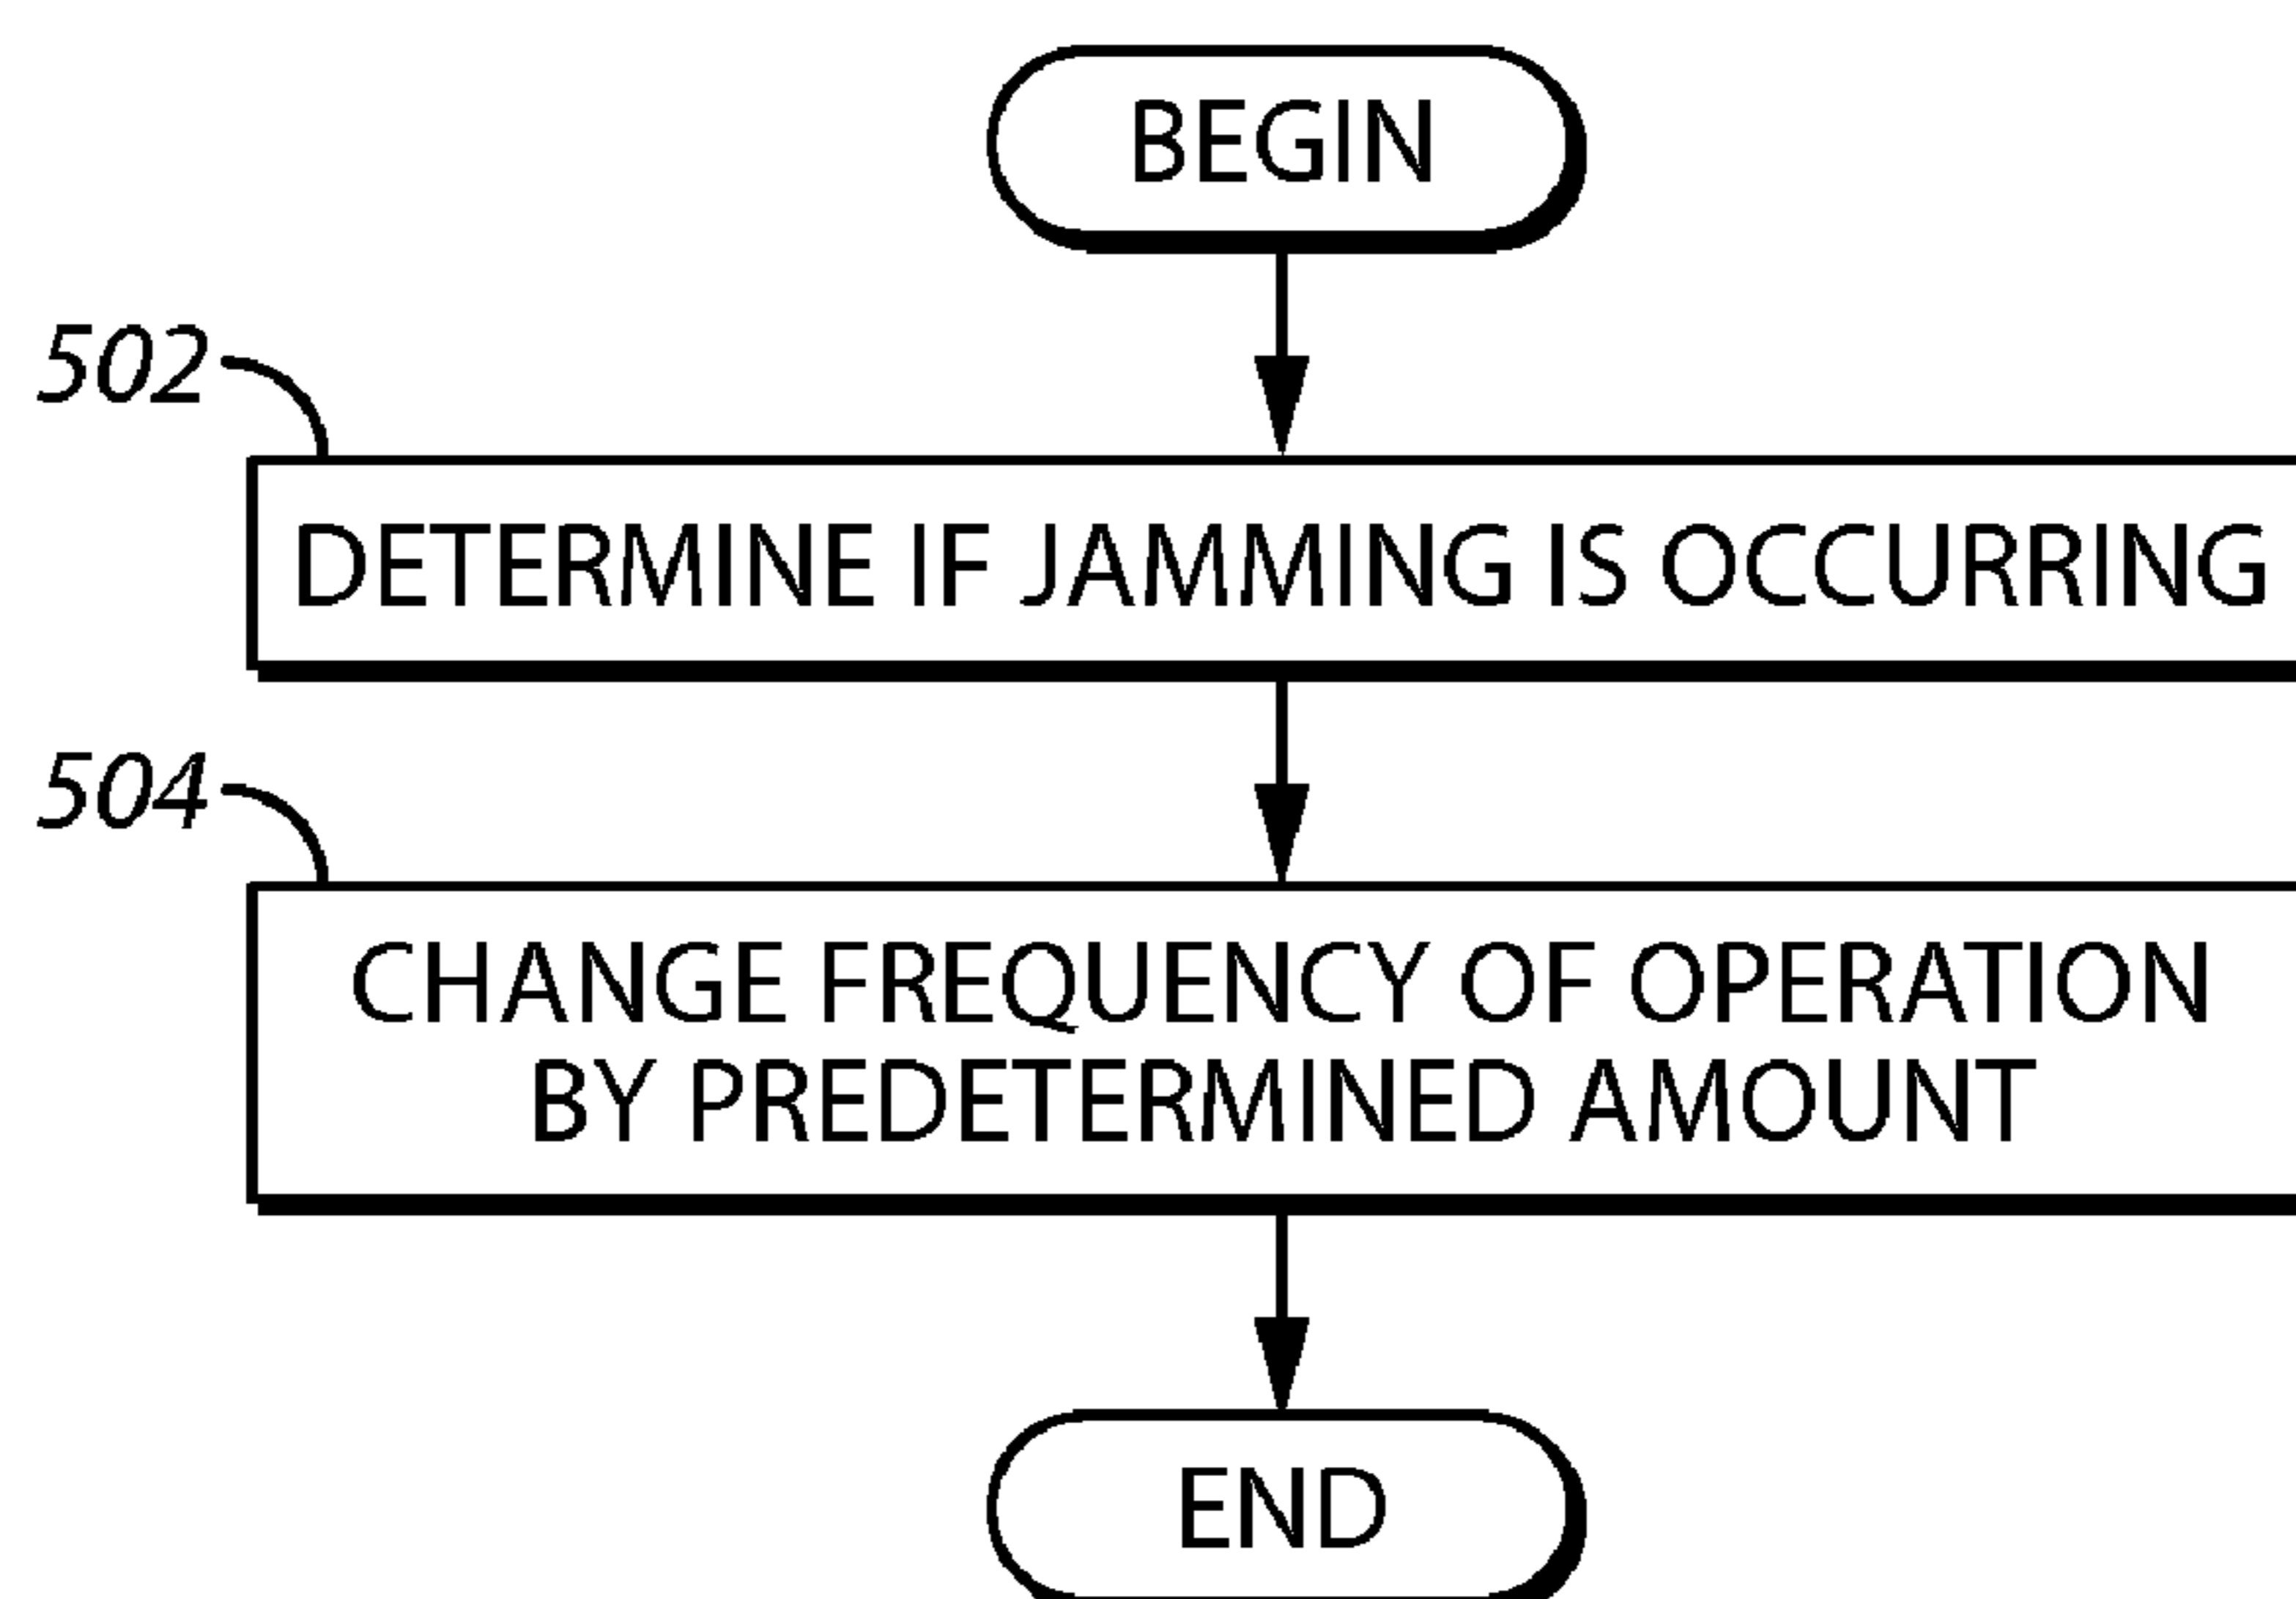 BEGIN
502
DETERMINE IF JAMMING IS OCCURRING
504
CHANGE FREQUENCY OF OPERATION
BY PREDETERMINED AMOUNT
END